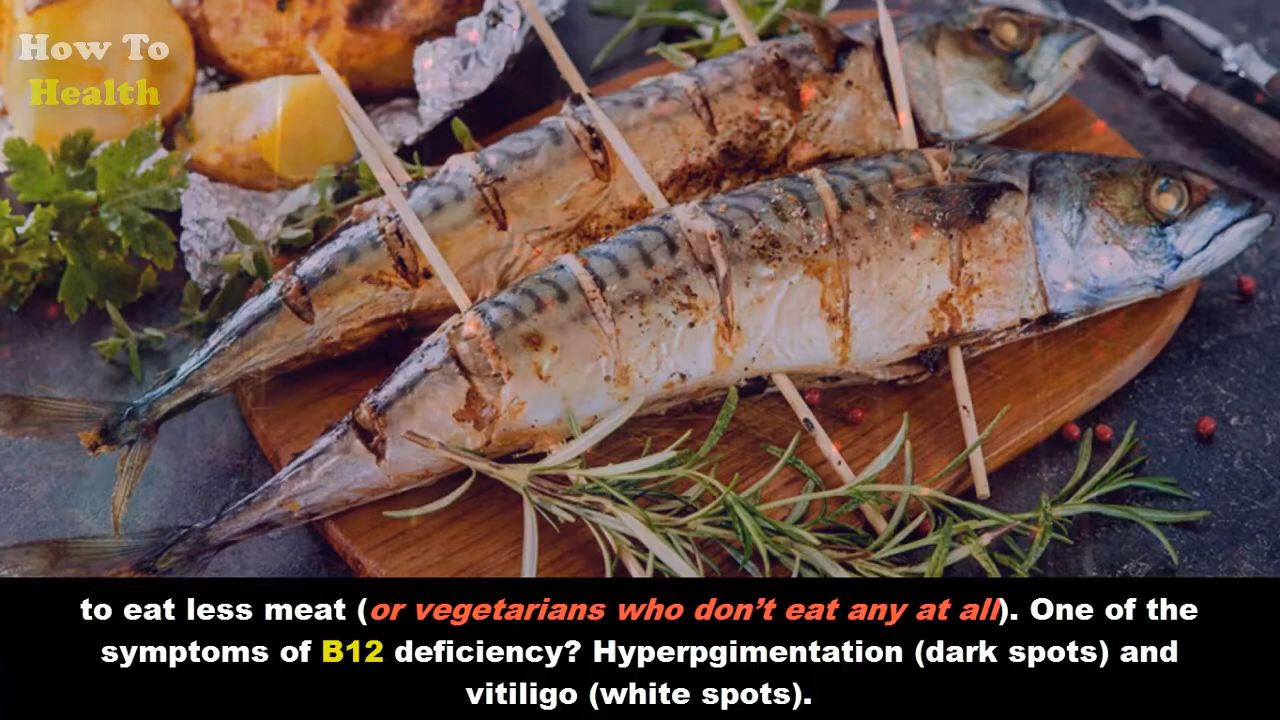 How To
Health
to eat less meat (or vegetarians who don’t eat any at all). One of the
symptoms of B12 deficiency? Hyperpgimentation (dark spots) and
vitiligo (white spots).